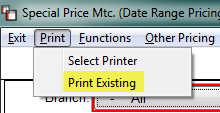 Special Price Mtc. (Date Range Pricing
Exit Print Functions Other Pricing
Select Printer
Print Existing
Branch: - All